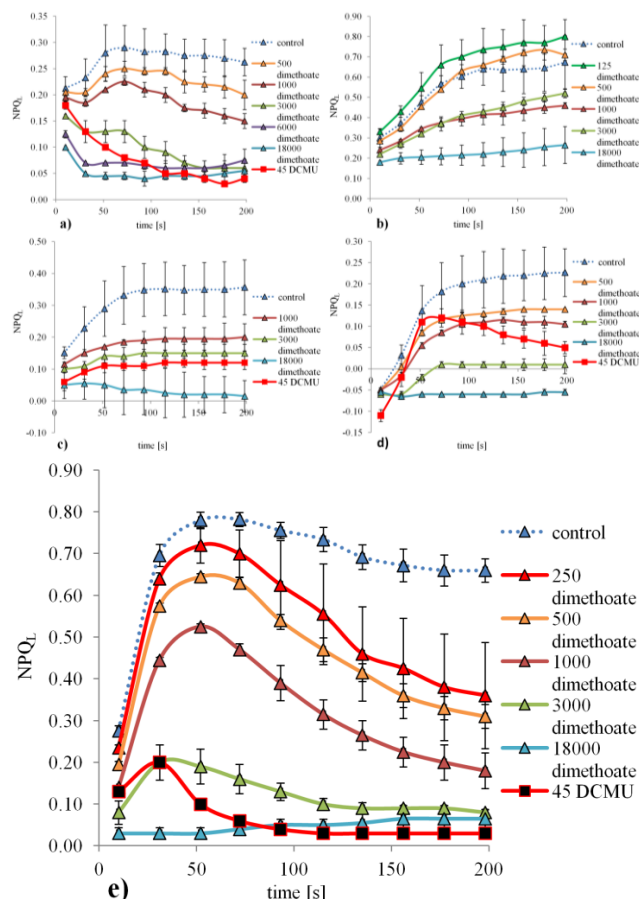 0.35
0.30
0.25
0.20
0.15
0.10
0.05
0.00
NPQL
0
50
100
150
200
a)
time [s]
control
500
dimethoate
1000
dimethoate
3000
dimethoate
6000
dimethoate
18000
dimethoate
45 DCMU
0.90
0.80
0.70
0.60
0.50
0.40
0.30
0.20
0.10
0.00
NPQL
0
50
100
150
200
b)
time [s]
control
125
dimethoate
500
dimethoate
1000
dimethoate
3000
dimethoate
18000
dimethoate
0.50
0.40
0.30
0.20
0.10
0.00
-0.10
NPQL
0
50
100
150
200
c)
time [s]
control
1000
dimethoate
3000
dimethoate
18000
dimethoate
45 DCMU
0.30
0.25
0.20
0.15
0.10
0.05
0.00
-0.05
-0.10
-0.15
NPQL
0
50
100
150
200
d)
time [s]
control
500
dimethoate
1000
dimethoate
3000
dimethoate
18000
dimethoate
45 DCMU
0.90
0.80
0.70
0.60
0.50
0.40
0.30
0.20
0.10
0.00
NPQL
0
50
100
150
200
e)
time [s]
control
250
dimethoate
500
dimethoate
1000
dimethoate
3000
dimethoate
18000
dimethoate
45 DCMU